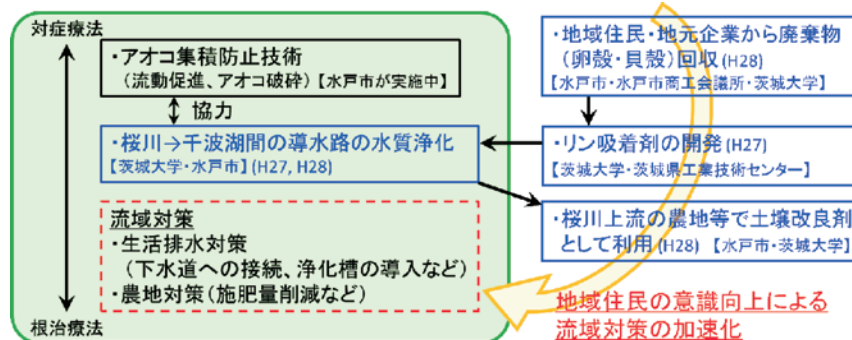 対症療法
・アオコ集積防止技術
(流動促進、アオコ破砕)【水戸市が実施中】
協力
・桜川→千波湖間の導水路の水質浄化
【茨城大学・水戸市】(H27, H28)
流域対策
・生活排水対策
(下水道への接続、浄化槽の導入など)
・農地対策(施肥量削減など)
根治療法
・地域住民・地元企業から廃棄物
(卵殻・貝殻)回収(H28)
【水戸市・水戸市商工会議所・茨城大学】
・リン吸着剤の開発(H27)
【茨城大学・茨城県工業技術センター】
・桜川上流の農地等で土壌改良剤
として利用(H28) 【水戸市・茨城大学】
地域住民の意識向上による
流域対策の加速化